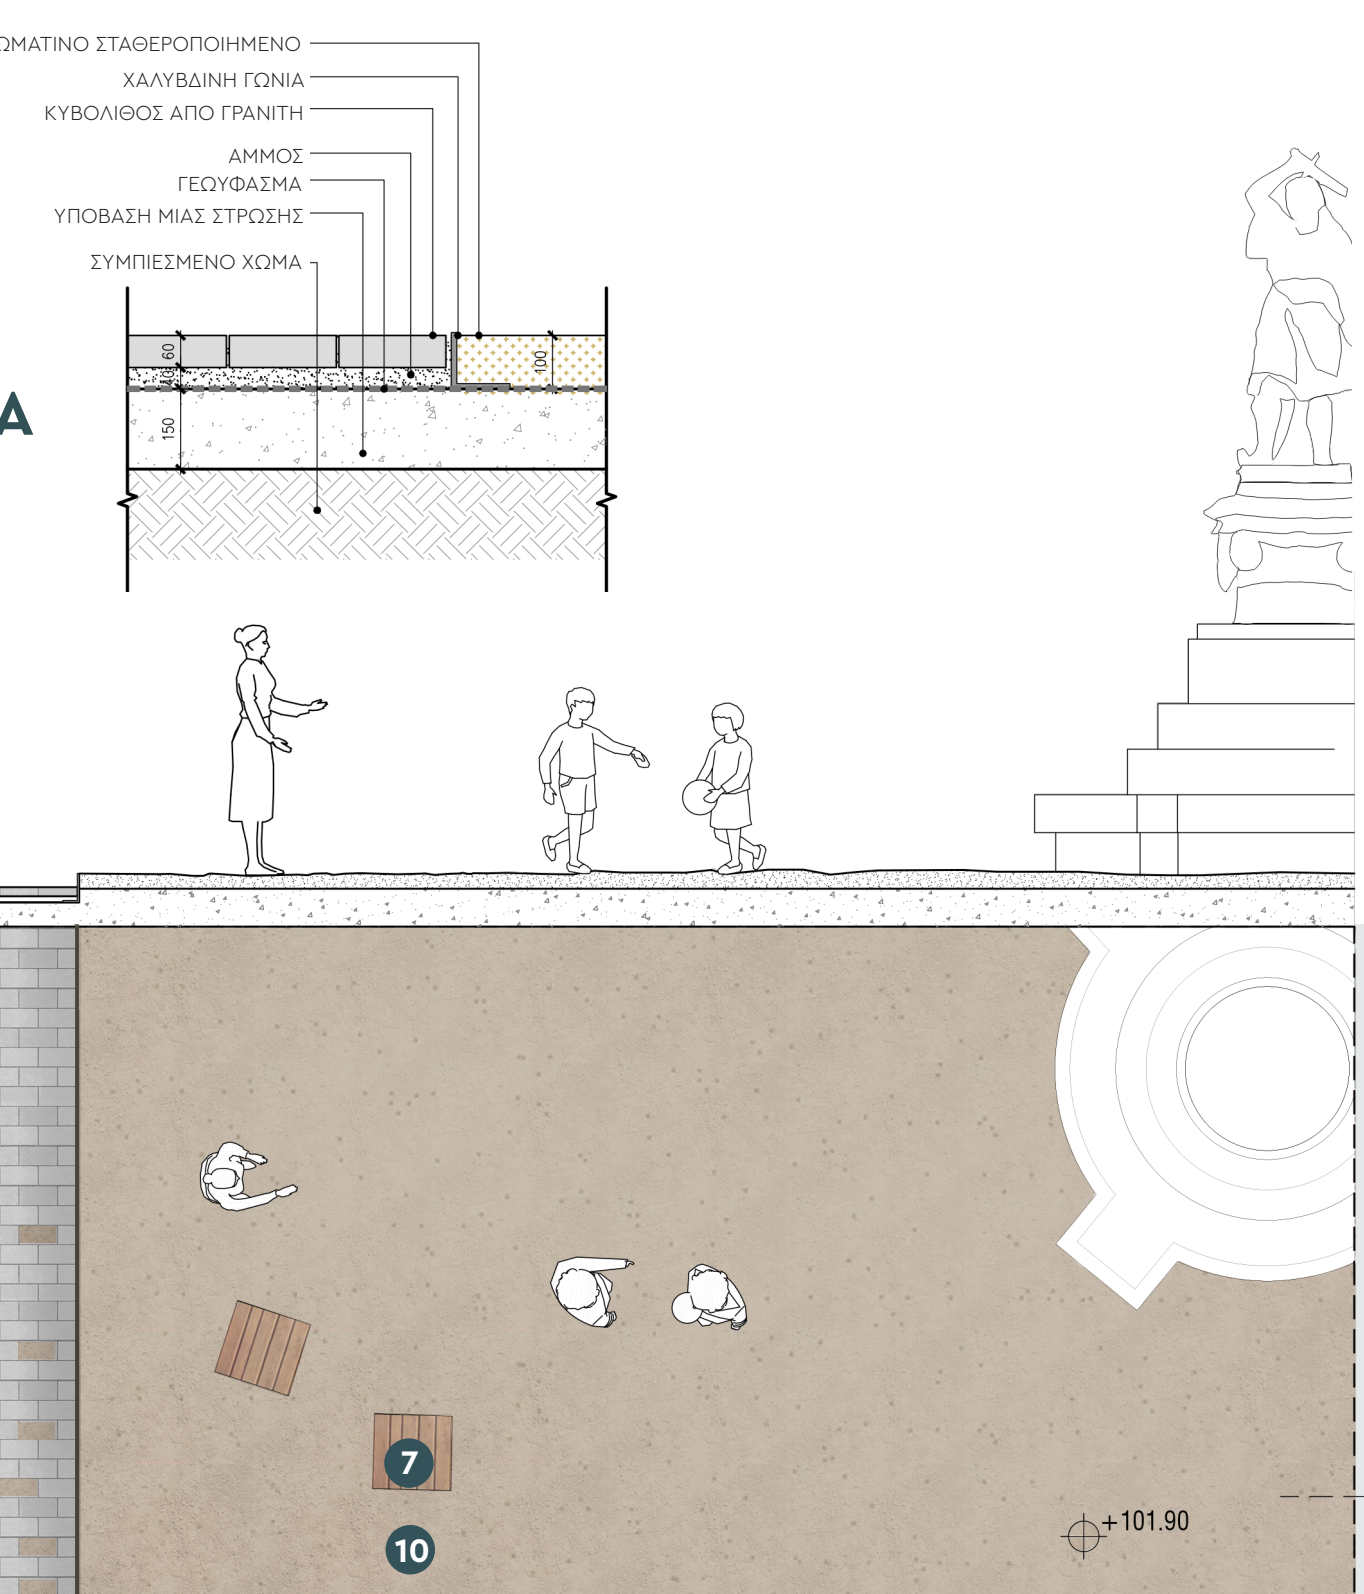 ΩΜΑΤΙΝΟ ΣΤΑΘΕΡΟΠΟΙΗΜΕΝΟ
ΧΑΛΥΒΔΙΝΗ ΓΩΝΙΑ
ΚΥΒΟΛΙΘΟΣ ΑΠΟ ΓΡΑΝΙΤΗ
ΑΜΜΟΣ
ΓΕΩΥΦΑΣΜΑ
ΥΠΟΒΑΣΗ ΜΙΑΣ ΣΤΡΩΣΗΣ
ΣΥΜΠΙΕΣΜΕΝΟ ΧΩΜΑ
60
40
100
150
Α
7
10
+101.90